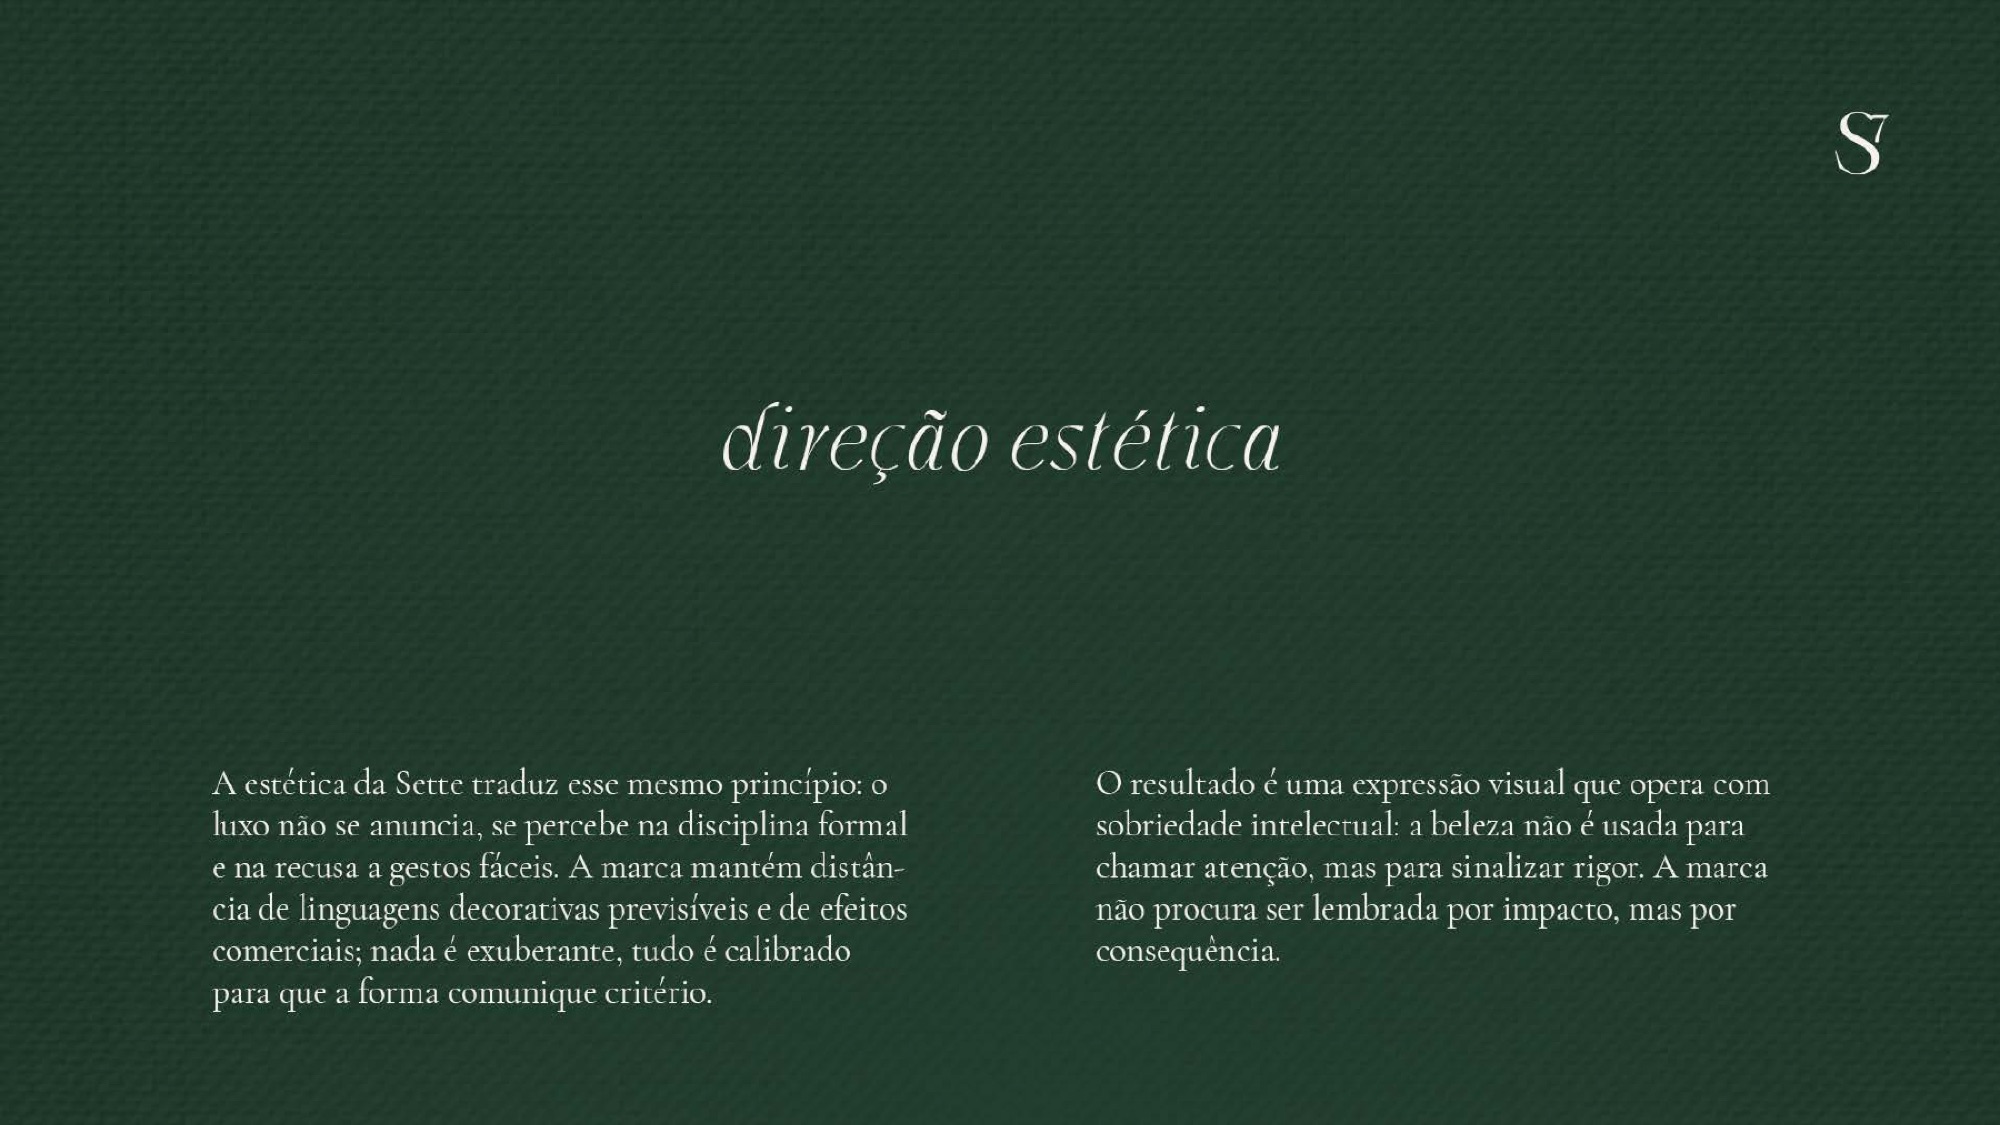 S7
direção estética
A estética da Sette traduz esse mesmo princípio: o
luxo não se anuncia, se percebe na disciplina formal
e na recusa a gestos fáceis. A marca mantém distân-
cia de linguagens decorativas previsíveis e de efeitos
comerciais; nada é exuberante, tudo é calibrado
para que a forma comunique critério.
O resultado é uma expressão visual que opera com
sobriedade intelectual: a beleza não é usada para
chamar atenção, mas para sinalizar rigor. A marca
não procura ser lembrada por impacto, mas por
consequência.